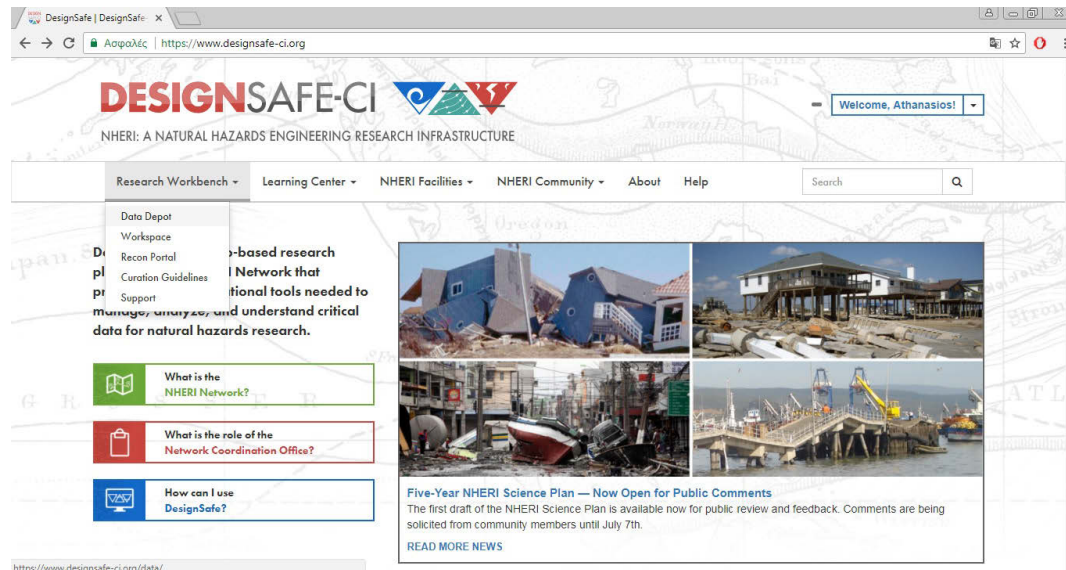 DesignSafe | DesignSafe-
Ασφαλές | https://www.designsafe-ci.org
DESIGNSAFE-CI
NHERI: A NATURAL HAZARDS ENGINEERING RESEARCH INFRASTRUCTURE
Welcome, Athanasios!
Research Workbench Learning Center NHERI Facilities NHERI Community About Help Search
Data Depot
Workspace
Recon Portal
Curation Guidelines
Support
-based research
Network that
tional tools needed to
manage, analyze, and understand critical
data for natural hazards research.
What is the
NHERI Network?
What is the role of the
Network Coordination Office?
How can I use
DesignSafe?
Five-Year NHERI Science Plan — Now Open for Public Comments
The first draft of the NHERI Science Plan is available now for public review and feedback. Comments are being
solicited from community members until July 7th.
READ MORE NEWS
https://www.designsafe-ci.org/data/